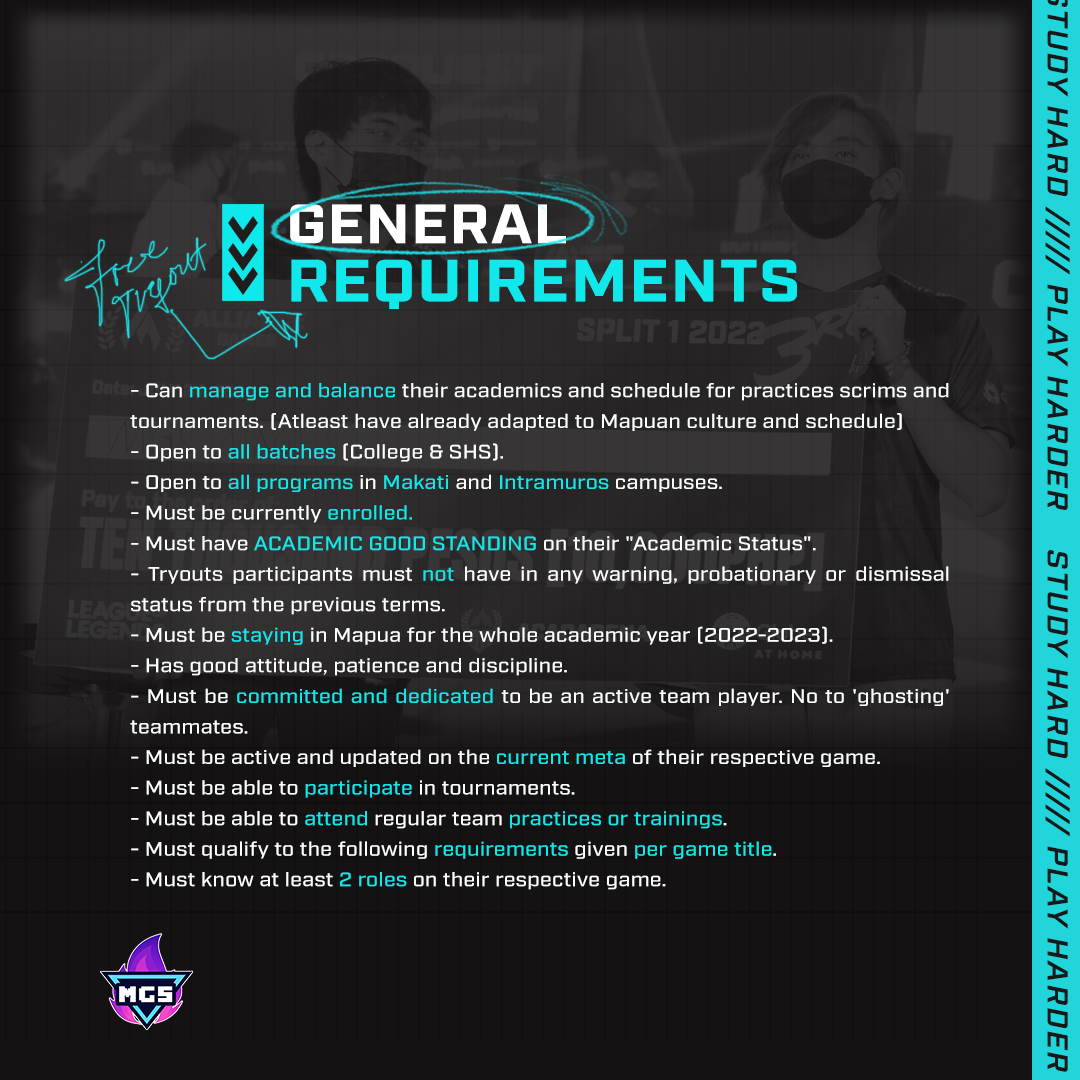 Free
Tryout
GENERAL
REQUIREMENTS
SPLIT 1 2022
- Can manage and balance their academics and schedule for practices scrims and
tournaments. (Atleast have already adapted to Mapuan culture and schedule)
- Open to all batches (College & SHS).
- Open to all programs in Makati and Intramuros campuses.
- Must be currently enrolled.
- Must have ACADEMIC GOOD STANDING on their "Academic Status".
- Tryouts participants must not have in any warning, probationary or dismissal
status from the previous terms.
- Must be staying in Mapua for the whole academic year (2022-2023).
- Has good attitude, patience and discipline.
- Must be committed and dedicated to be an active team player. No to 'ghosting'
teammates.
- Must be active and updated on the current meta of their respective game.
- Must be able to participate in tournaments.
- Must be able to attend regular team practices or trainings.
- Must qualify to the following requirements given per game title.
- Must know at least 2 roles on their respective game.
MGS
STUDY HARD ///// PLAY HARDER STUDY HARD ///// PLAY HARDER